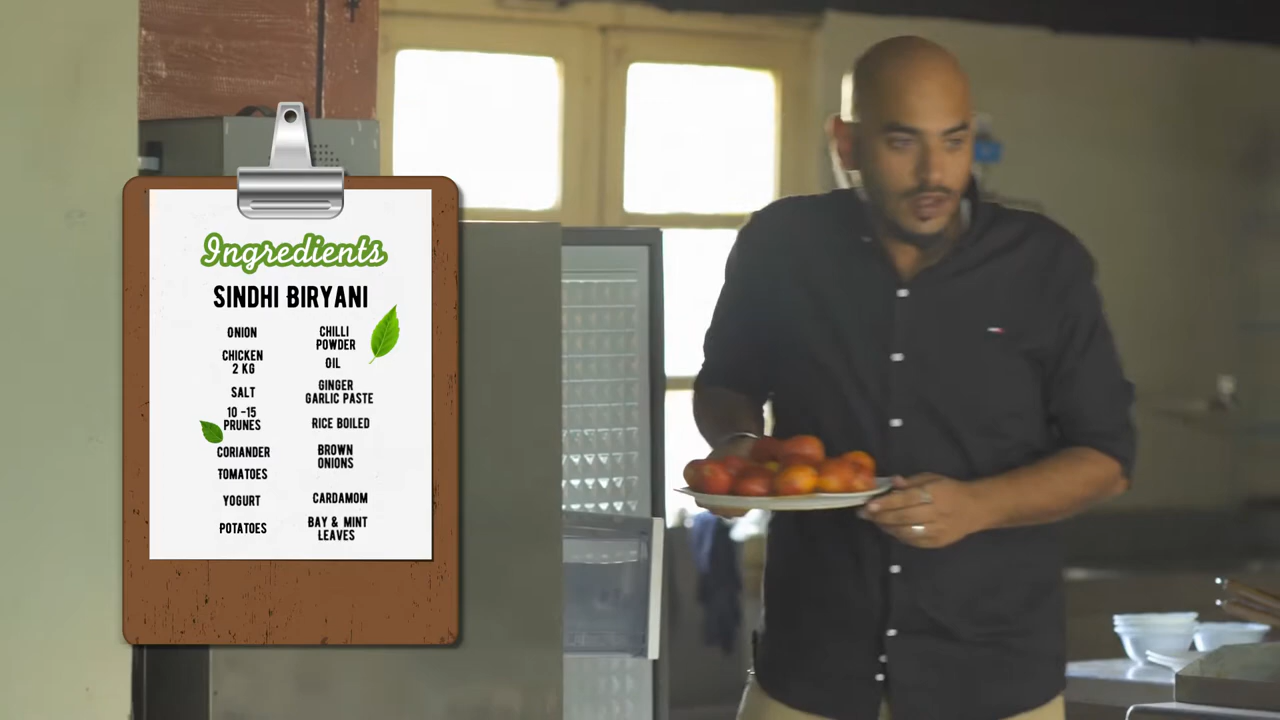 Ingredients
SINDHI BIRYANI
ONION
CHICKEN
2 KG
SALT
10 -15
PRUNES
CORIANDER
TOMATOES
YOGURT
POTATOES
CHILLI
POWDER
OIL
GINGER
GARLIC PASTE
RICE BOILED
BROWN
ONIONS
CARDAMOM
BAY & MINT
LEAVES